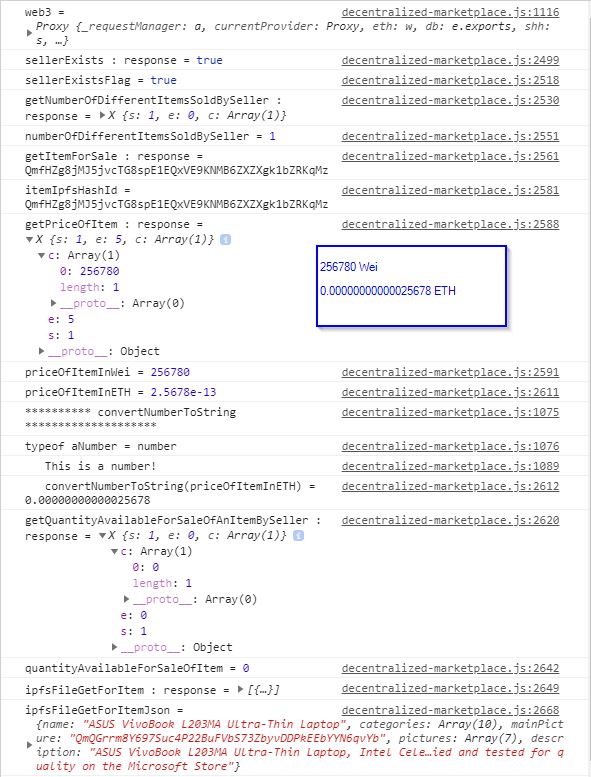 web3 = decentralized-marketplace.js:1116
Proxy {_requestManager: a, currentProvider: Proxy, eth: w, db: e.exports, shh:
s, …}
sellerExists : response = true decentralized-marketplace.js:2499
sellerExistsFlag = true decentralized-marketplace.js:2518
getNumberOfDifferentItemsSoldBySeller : decentralized-marketplace.js:2530
response = ▶X {s: 1, e: 0, c: Array(1)}
numberOfDifferentItemsSoldBySeller = 1 decentralized-marketplace.js:2551
getItemForSale : response = decentralized-marketplace.js:2561
QmfHZg8jMJ5jvcTG8spE1EQxVE9KNMB6ZXZXgk1bZRKqMz
itemIpfsHashId = decentralized-marketplace.js:2581
QmfHZg8jMJ5jvcTG8spE1EQxVE9KNMB6ZXZXgk1bZRKqMz
getPriceOfItem : response = decentralized-marketplace.js:2588
▼X {s: 1, e: 5, c: Array(1)} i
▼c: Array(1)
0: 256780
length: 1
▶__proto__: Array(0)
e: 5
s: 1
▶__proto__: Object
256780 Wei
0.00000000000025678 ETH
priceOfItemInWei = 256780 decentralized-marketplace.js:2591
priceOfItemInETH = 2.5678e-13 decentralized-marketplace.js:2611
********** convertNumberToString decentralized-marketplace.js:1075
********************
typeof aNumber = number decentralized-marketplace.js:1076
This is a number! decentralized-marketplace.js:1089
convertNumberToString(priceOfItemInETH) = decentralized-marketplace.js:2612
0.00000000000025678
getQuantityAvailableForSaleOfAnItemBySeller : decentralized-marketplace.js:2620
response = ▼X {s: 1, e: 0, c: Array(1)} i
▼c: Array(1)
0: 0
length: 1
▶__proto__: Array(0)
e: 0
s: 1
▶__proto__: Object
quantityAvailableForSaleOfItem = 0 decentralized-marketplace.js:2642
ipfsFileGetForItem : response = ▶[{…}] decentralized-marketplace.js:2649
ipfsFileGetForItemJson = decentralized-marketplace.js:2668
{name: "ASUS VivoBook L203MA Ultra-Thin Laptop", categories: Array(10), mainPict
ure: "QmQGrrm8Y697Suc4P22BuFVbS73ZbyvDDPkEEbYYN6qvYb", pictures: Array(7), descr
iption: "ASUS VivoBook L203MA Ultra-Thin Laptop, Intel Cele…ied and tested for q
uality on the Microsoft Store"}